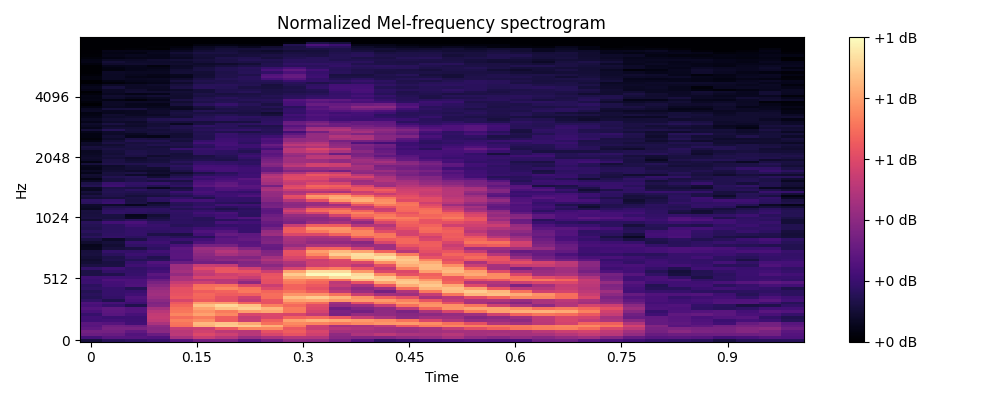 Normalized Mel-frequency spectrogram
+1 dB
4096
+1 dB
2048
+1 dB
Hz
1024
+0 dB
512
+0 dB
0
+0 dB
0 0.15 0.3 0.45 0.6 0.75 0.9
Time